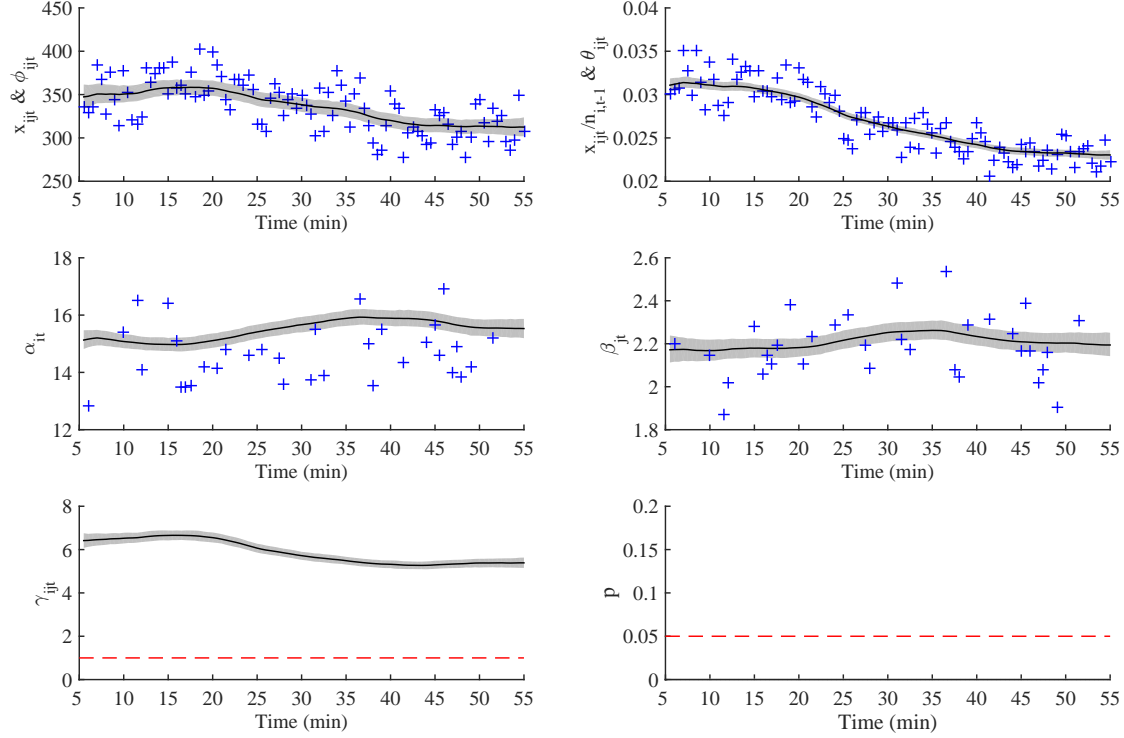 x_ijt & ϕ_ijt
450
400
350
300
250
5 10 15 20 25 30 35 40 45 50 55
Time (min)
x_ijt/n_i,t-1 & θ_ijt
0.04
0.035
0.03
0.025
0.02
5 10 15 20 25 30 35 40 45 50 55
Time (min)
α_it
18
16
14
12
5 10 15 20 25 30 35 40 45 50 55
Time (min)
β_jt
2.6
2.4
2.2
2
1.8
5 10 15 20 25 30 35 40 45 50 55
Time (min)
γ_ijt
8
6
4
2
0
5 10 15 20 25 30 35 40 45 50 55
Time (min)
p
0.2
0.15
0.1
0.05
0
5 10 15 20 25 30 35 40 45 50 55
Time (min)